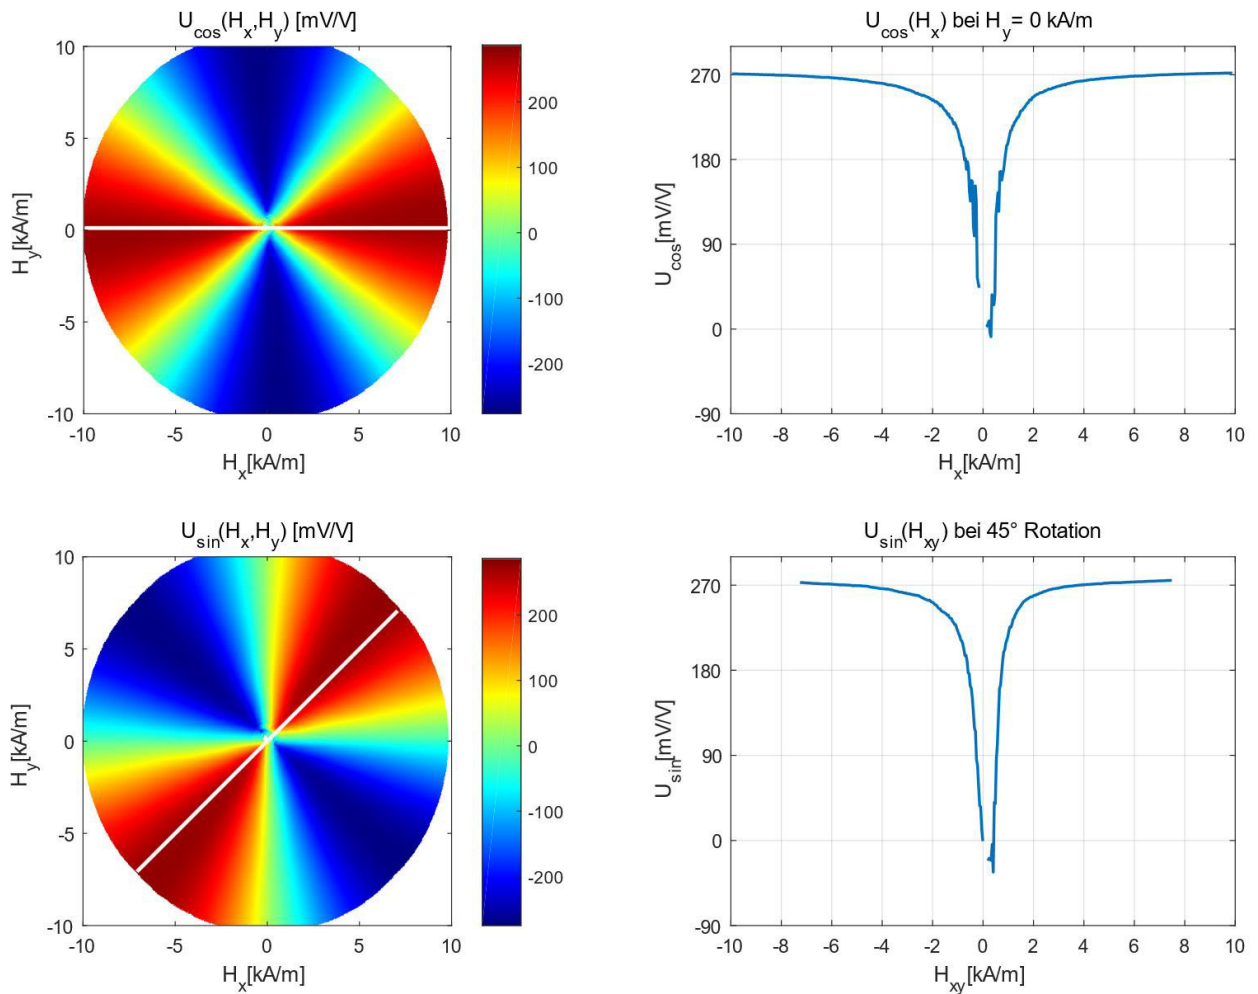 U_cos(H_x,H_y) [mV/V]
10
5
0
-5
-10
H_y[kA/m]
-10 -5 0 5 10
H_x[kA/m]
200
100
0
-100
-200
U_cos(H_x) bei H_y= 0 kA/m
270
180
90
0
-90
U_cos[mV/V]
-10 -8 -6 -4 -2 0 2 4 6 8 10
H_x[kA/m]
U_sin(H_x,H_y) [mV/V]
10
5
0
-5
-10
H_y[kA/m]
-10 -5 0 5 10
H_x[kA/m]
200
100
0
-100
-200
U_sin(H_xy) bei 45° Rotation
270
180
90
0
-90
U_sin[mV/V]
-10 -8 -6 -4 -2 0 2 4 6 8 10
H_xy[kA/m]